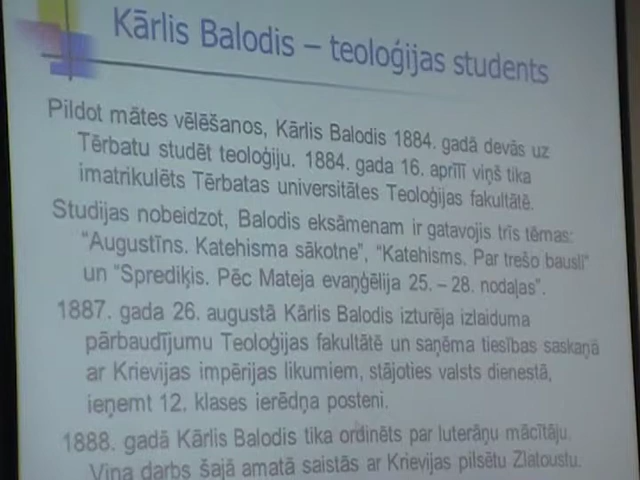 Kārlis Balodis – teoloģijas students
Pildot mātes vēlēšanos, Kārlis Balodis 1884. gadā devās uz
Tērbatu studēt teoloģiju. 1884. gada 16. aprīlī viņš tika
imatrikulēts Tērbatas universitātes Teoloģijas fakultātē.
Studijas nobeidzot, Balodis eksāmenam ir gatavojis trīs tēmas:
“Augustīns. Katehisma sākotne”, “Katehisms. Par trešo bausli”
un “Sprediķis. Pēc Mateja evaņģēlija 25. – 28. nodaļas”.
1887. gada 26. augustā Kārlis Balodis izturēja izlaiduma
pārbaudījumu Teoloģijas fakultātē un saņēma tiesības saskaņā
ar Krievijas impērijas likumiem, stājoties valsts dienestā,
ieņemt 12. klases ierēdņa posteni.
1888. gadā Kārlis Balodis tika ordinēts par luterāņu mācītāju.
Viņa darbs šajā amatā saistās ar Krievijas pilsētu Zlatoustu.